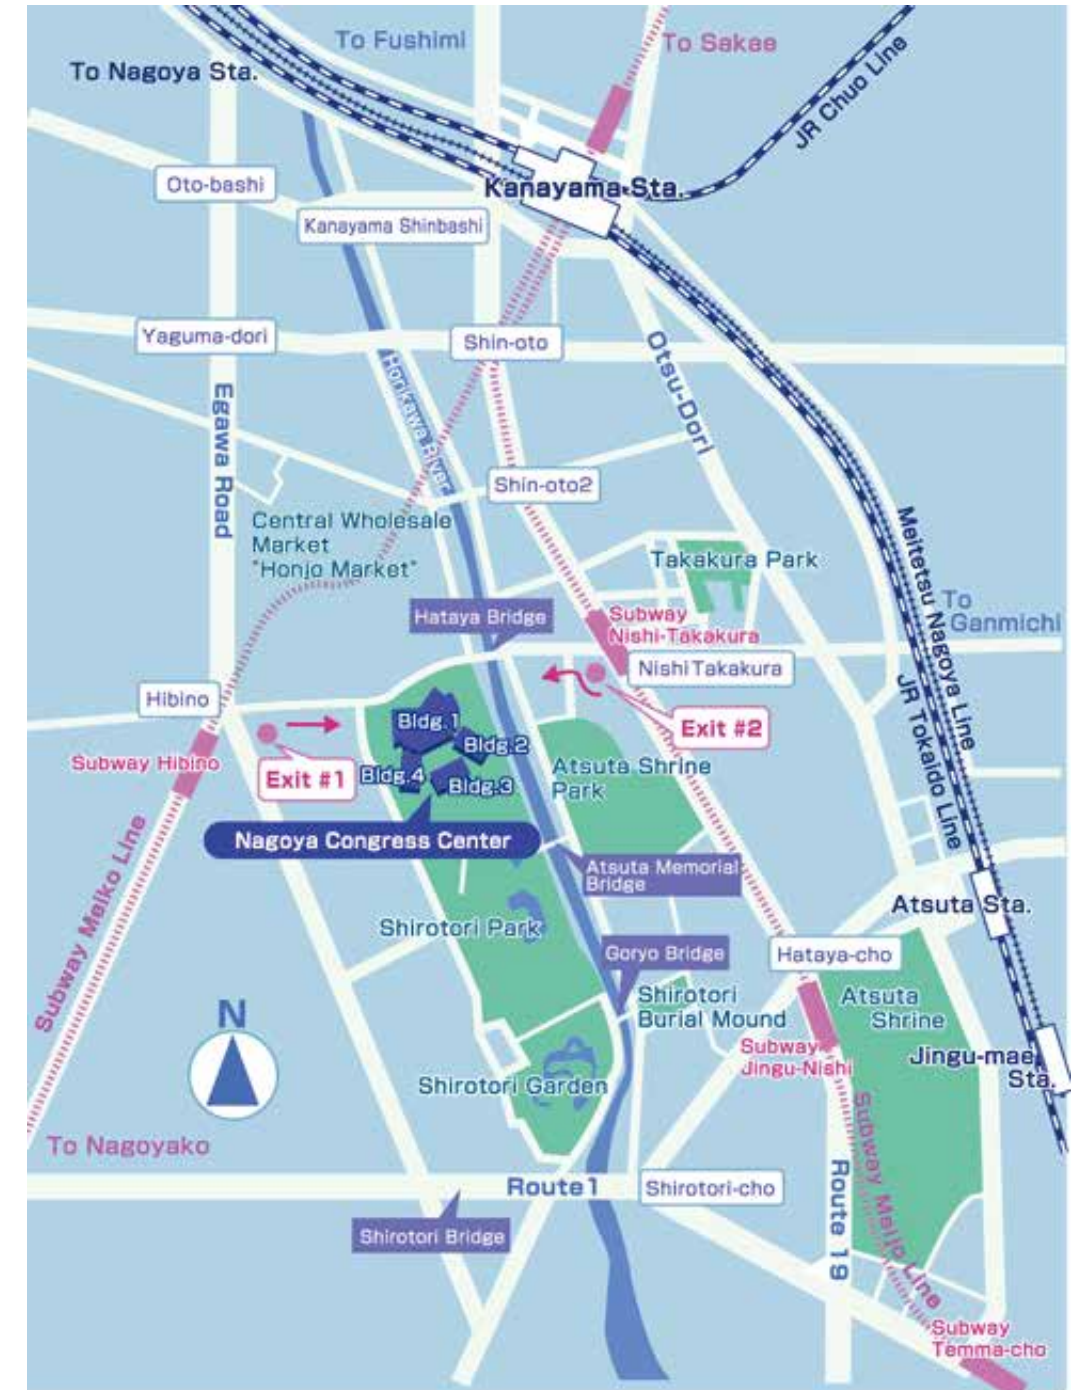 To Fushimi
To Sakae
To Nagoya Sta.
JR Chuo Line
Oto-bashi
Kanayama Sta.
Kanayama Shinbashi
Yaguma-dori
Shin-oto
Otsu-Dori
Horikawa River
Egawa Road
Shin-oto2
Central Wholesale
Market
"Honjo Market"
Takakura Park
Meitetsu Nagoya Line
To
Ganmichi
Hataya Bridge
Subway
Nishi-Takakura
Nishi Takakura
JR Tokaido Line
Hibino
Bldg.1
Bldg.2
Exit #2
Subway Hibino
Exit #1
Bldg.4
Bldg.3
Atsuta Shrine
Park
Nagoya Congress Center
Subway Meiko Line
Atsuta Memorial
Bridge
Atsuta Sta.
Shirotori Park
Goryo Bridge
Hataya-cho
Shirotori
Burial Mound
Atsuta
Shrine
N
Subway
Jingu-Nishi
Jingu-mae
Sta.
Shirotori Garden
To Nagoyako
Subway Meijo Line
Route1
Shirotori-cho
Route 19
Shirotori Bridge
Subway
Temma-cho